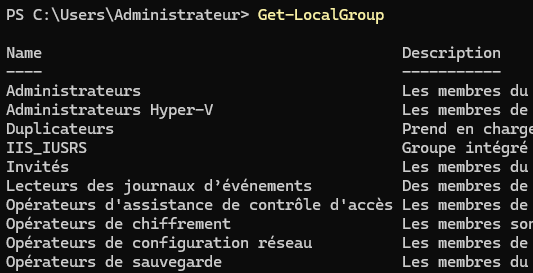 PS C:\Users\Administrateur> Get-LocalGroup
Name Description
---- -----------
Administrateurs Les membres du
Administrateurs Hyper-V Les membres de
Duplicateurs Prend en charge
IIS_IUSRS Groupe intégré
Invités Les membres du
Lecteurs des journaux d’événements Des membres de
Opérateurs d'assistance de contrôle d'accès Les membres de
Opérateurs de chiffrement Les membres son
Opérateurs de configuration réseau Les membres de
Opérateurs de sauvegarde Les membres du